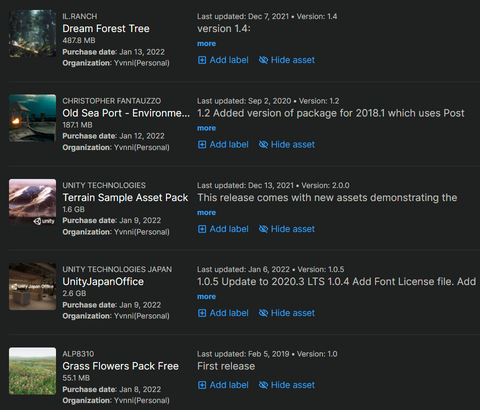 IL.RANCH
Dream Forest Tree
487.8 MB
Purchase date: Jan 13, 2022
Organization: Yvnni(Personal)
Last updated: Dec 7, 2021 • Version: 1.4
version 1.4:
more
Add label Hide asset
CHRISTOPHER FANTAUZZO
Old Sea Port - Environme...
187.1 MB
Purchase date: Jan 12, 2022
Organization: Yvnni(Personal)
Last updated: Sep 2, 2020 • Version: 1.2
1.2 Added version of package for 2018.1 which uses Post
more
Add label Hide asset
unity
UNITY TECHNOLOGIES
Terrain Sample Asset Pack
1.6 GB
Purchase date: Jan 9, 2022
Organization: Yvnni(Personal)
Last updated: Dec 13, 2021 • Version: 2.0.0
This release comes with new assets demonstrating the
more
Add label Hide asset
Unity Japan Office
UNITY TECHNOLOGIES JAPAN
UnityJapanOffice
2.6 GB
Purchase date: Jan 9, 2022
Organization: Yvnni(Personal)
Last updated: Jan 6, 2022 • Version: 1.0.5
1.0.5 Update to 2020.3 LTS 1.0.4 Add Font License file. Add
more
Add label Hide asset
ALP8310
Grass Flowers Pack Free
55.1 MB
Purchase date: Jan 8, 2022
Organization: Yvnni(Personal)
Last updated: Feb 5, 2019 • Version: 1.0
First release
Add label Hide asset